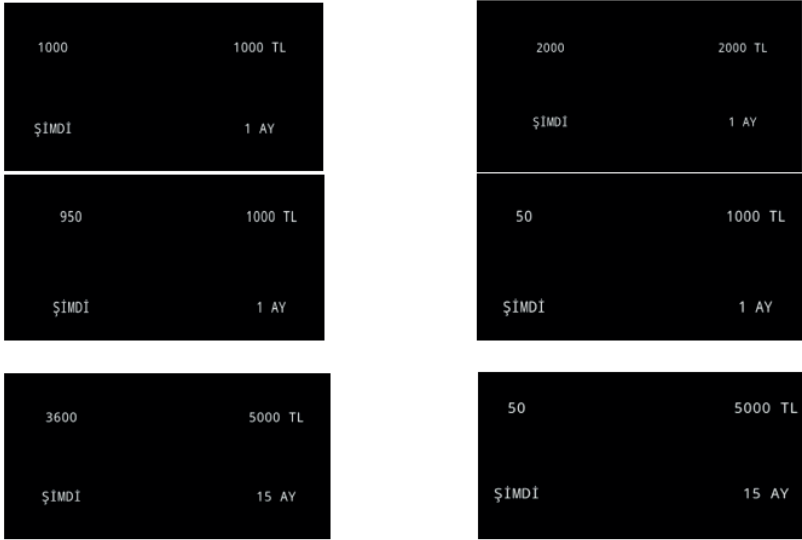 1000 1000 TL
ŞİMDİ 1 AY
2000 2000 TL
ŞİMDİ 1 AY
950 1000 TL
ŞİMDİ 1 AY
50 1000 TL
ŞİMDİ 1 AY
3600 5000 TL
ŞİMDİ 15 AY
50 5000 TL
ŞİMDİ 15 AY